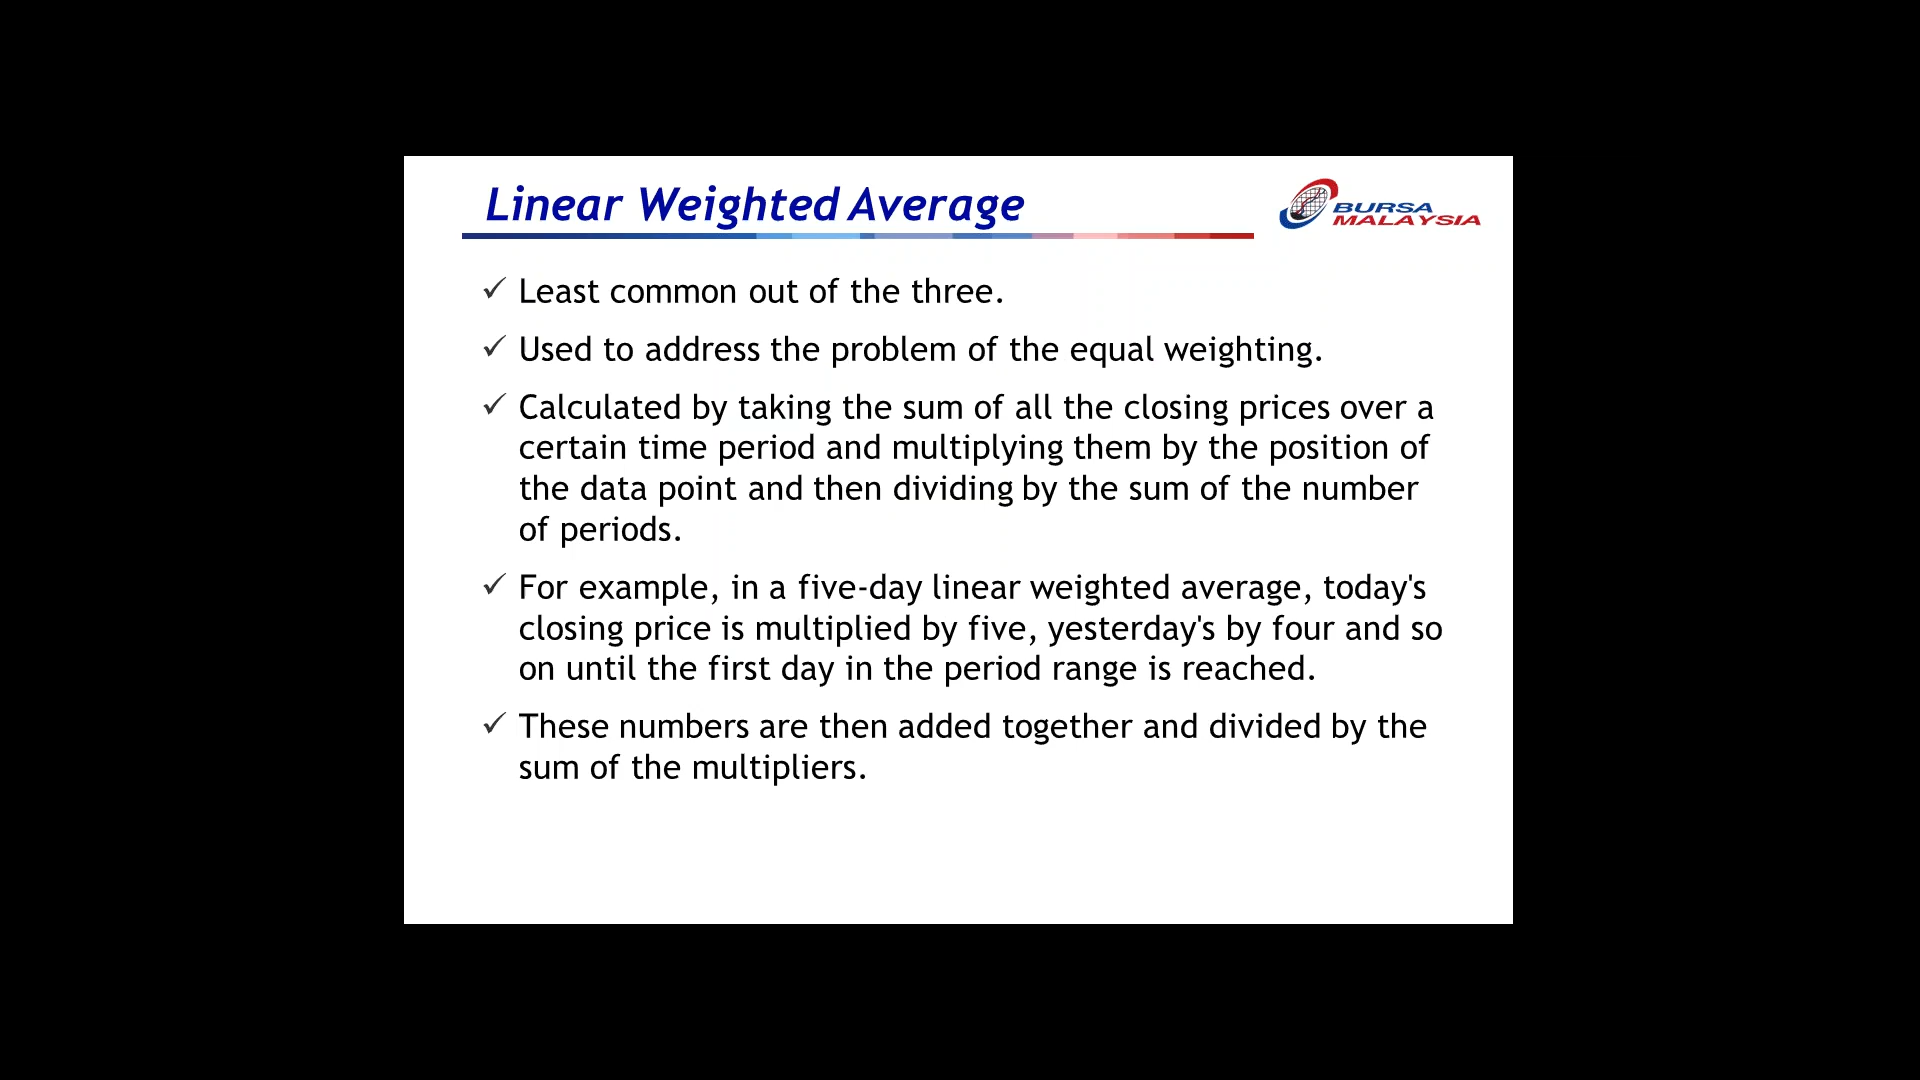 Linear Weighted Average
BURSA
MALAYSIA
✓ Least common out of the three.
✓ Used to address the problem of the equal weighting.
✓ Calculated by taking the sum of all the closing prices over a
certain time period and multiplying them by the position of
the data point and then dividing by the sum of the number
of periods.
✓ For example, in a five-day linear weighted average, today's
closing price is multiplied by five, yesterday's by four and so
on until the first day in the period range is reached.
✓ These numbers are then added together and divided by the
sum of the multipliers.